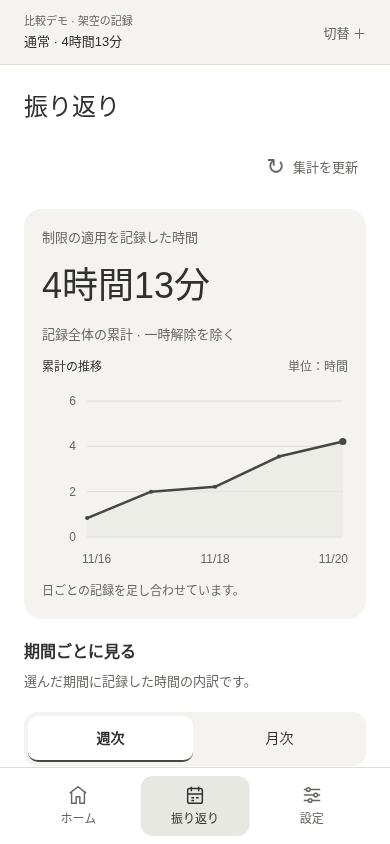 比較デモ · 架空の記録
通常 · 4時間13分
切替 ＋
振り返り
↻ 集計を更新
制限の適用を記録した時間
4時間13分
記録全体の累計 · 一時解除を除く
累計の推移 単位：時間
6
4
2
0
11/16 11/18 11/20
日ごとの記録を足し合わせています。
期間ごとに見る
選んだ期間に記録した時間の内訳です。
週次 月次
ホーム 振り返り 設定